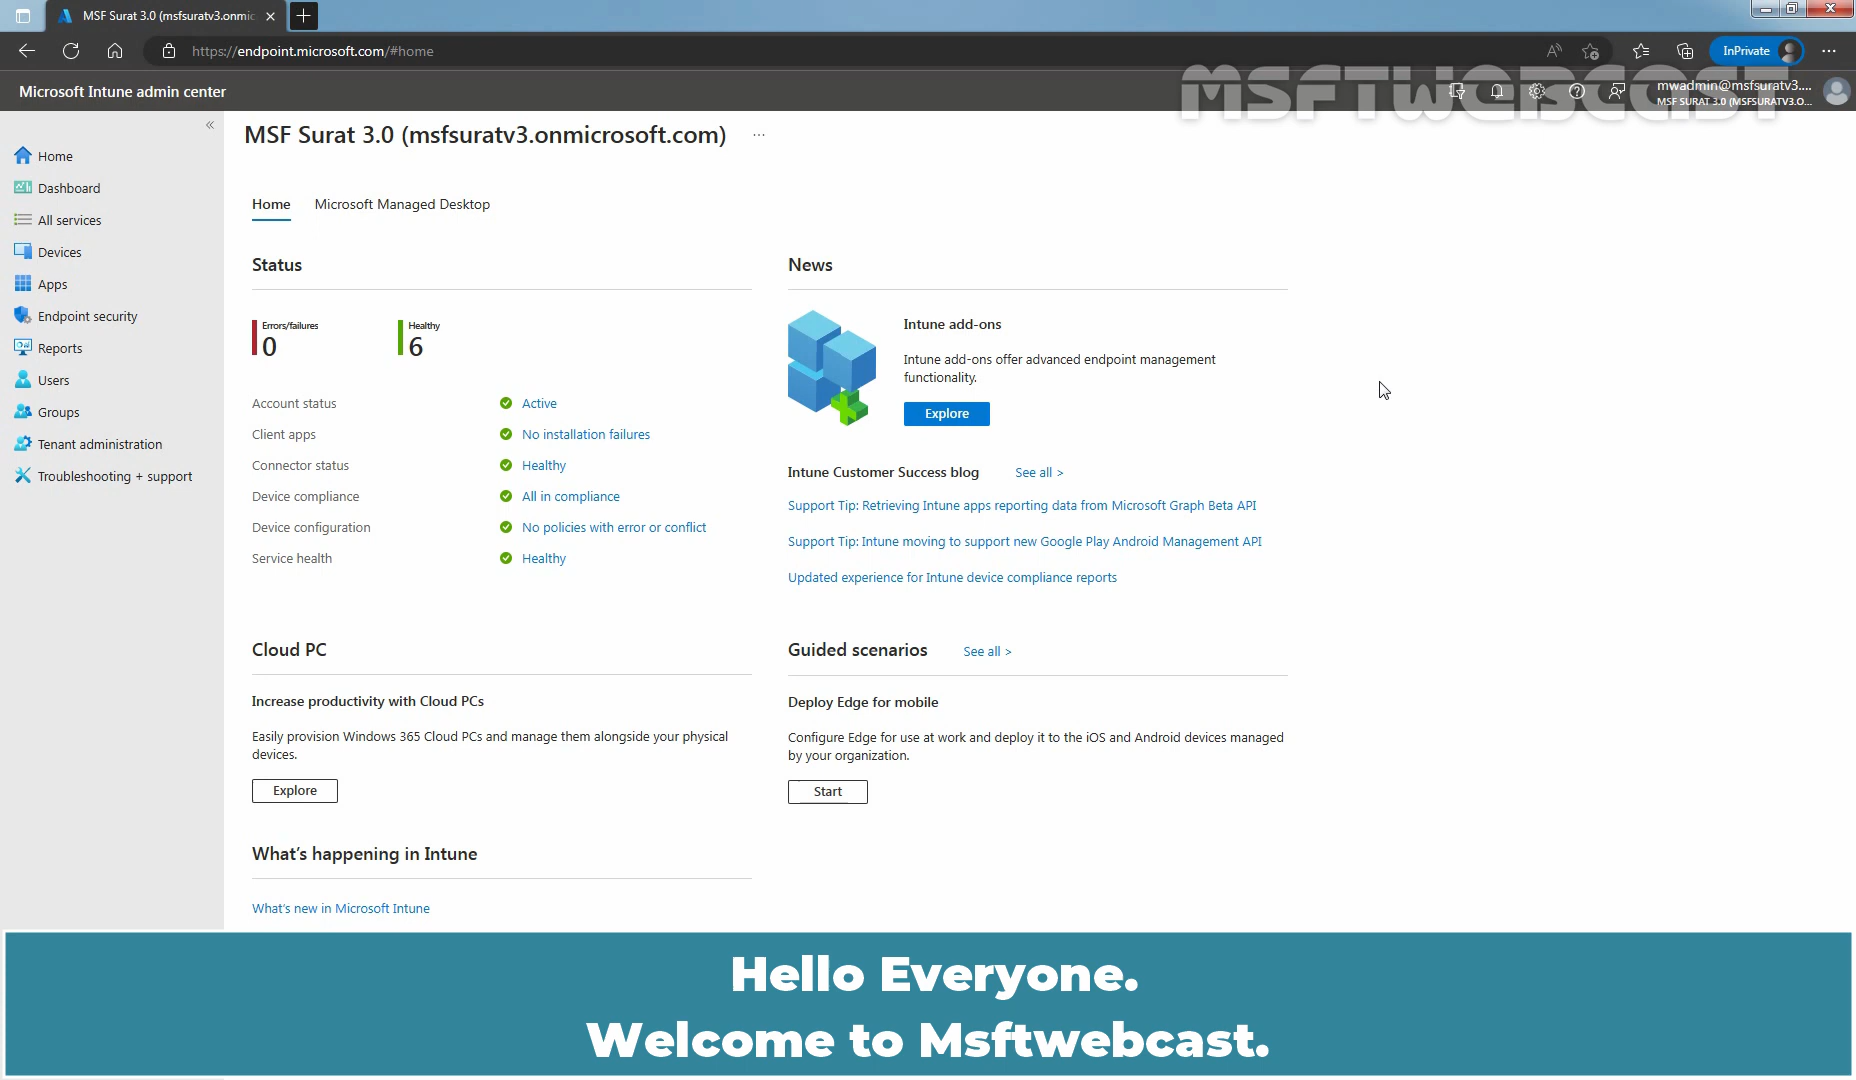 MSF Surat 3.0 (msfsuratv3.onmic
https://endpoint.microsoft.com/#home
InPrivate
Microsoft Intune admin center
MSFTWEBCAST
mwadmin@msfsuratv3....
MSF SURAT 3.0 (MSFSURATV3.O...
MSF Surat 3.0 (msfsuratv3.onmicrosoft.com)
Home
Dashboard
All services
Devices
Apps
Endpoint security
Reports
Users
Groups
Tenant administration
Troubleshooting + support
Home
Microsoft Managed Desktop
Status
Errors/failures
0
Healthy
6
Account status
Active
Client apps
No installation failures
Connector status
Healthy
Device compliance
All in compliance
Device configuration
No policies with error or conflict
Service health
Healthy
News
Intune add-ons
Intune add-ons offer advanced endpoint management
functionality.
Explore
Intune Customer Success blog
See all >
Support Tip: Retrieving Intune apps reporting data from Microsoft Graph Beta API
Support Tip: Intune moving to support new Google Play Android Management API
Updated experience for Intune device compliance reports
Cloud PC
Increase productivity with Cloud PCs
Easily provision Windows 365 Cloud PCs and manage them alongside your physical
devices.
Explore
Guided scenarios
See all >
Deploy Edge for mobile
Configure Edge for use at work and deploy it to the iOS and Android devices managed
by your organization.
Start
What's happening in Intune
What's new in Microsoft Intune
Hello Everyone.
Welcome to Msftwebcast.